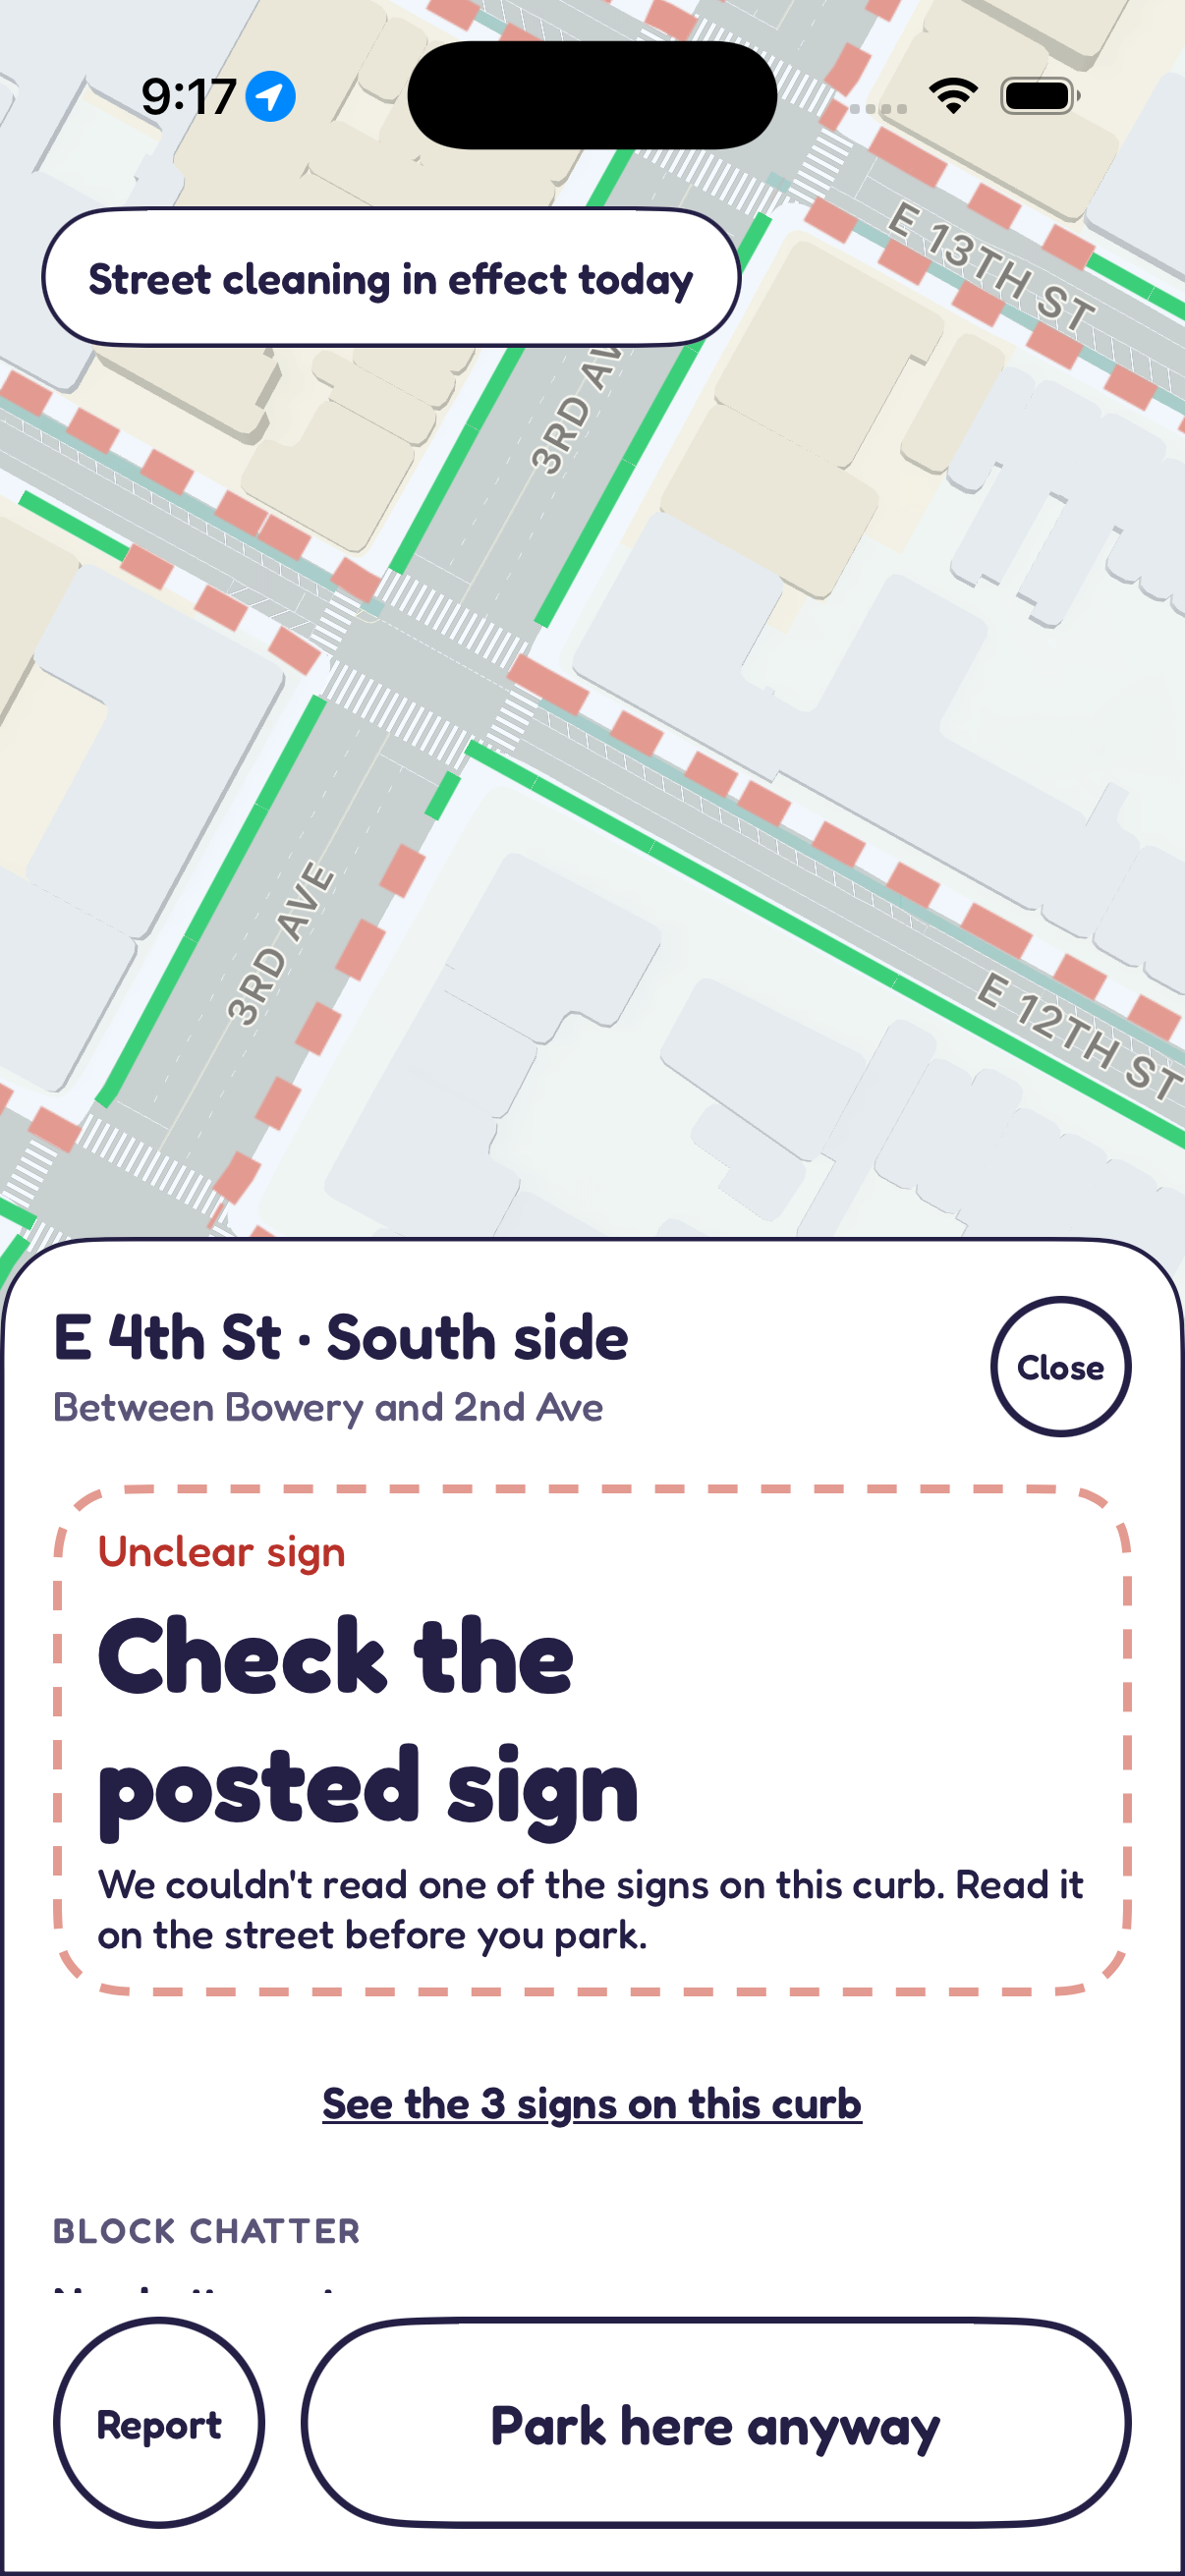 9:17
Street cleaning in effect today
E 13TH ST
3RD AV
3RD AVE
E 12TH ST
E 4th St · South side
Close
Between Bowery and 2nd Ave
Unclear sign
Check the
posted sign
We couldn't read one of the signs on this curb. Read it
on the street before you park.
See the 3 signs on this curb
BLOCK CHATTER
Report
Park here anyway